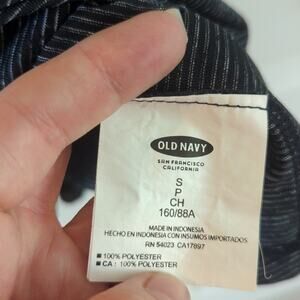 OLD NAVY
SAN FRANCISCO
CALIFORNIA
S
P
CH
160/88A
MADE IN INDONESIA
HECHO EN INDONESIA CON INSUMOS IMPORTADOS
RN 54023 CA17897
100% POLYESTER
CA : 100% POLYESTER